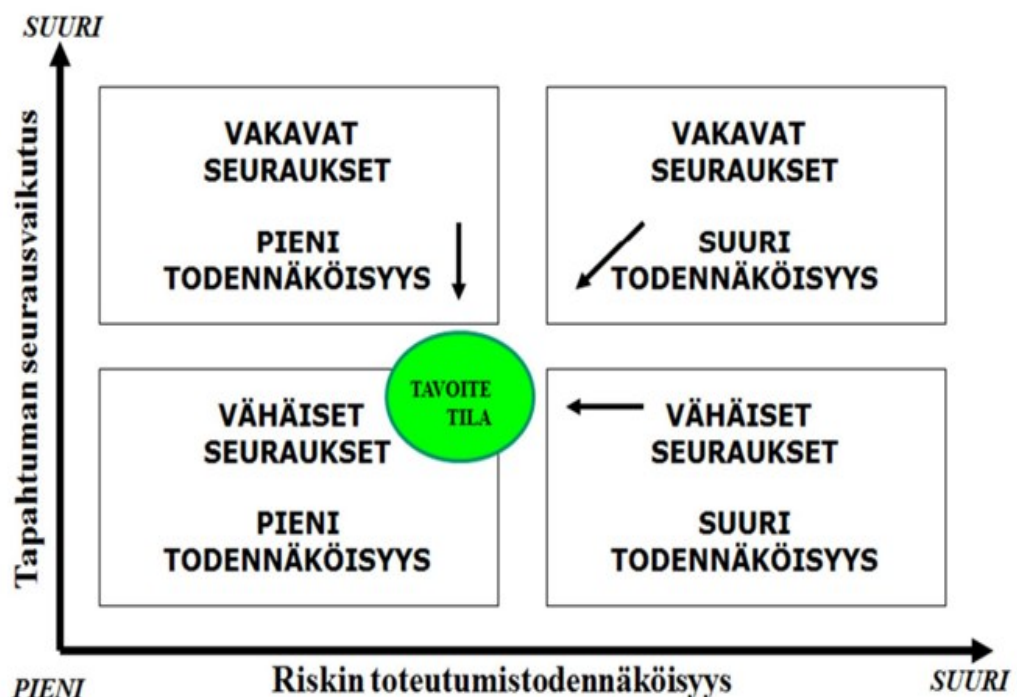 SUURI
Tapahtuman seurausvaikutus
VAKAVAT
SEURAUKSET
PIENI
TODENNÄKÖISYYS
VAKAVAT
SEURAUKSET
SUURI
TODENNÄKÖISYYS
TAVOITE
TILA
VÄHÄISET
SEURAUKSET
PIENI
TODENNÄKÖISYYS
VÄHÄISET
SEURAUKSET
SUURI
TODENNÄKÖISYYS
PIENI
Riskin toteutumistodennäköisyys
SUURI